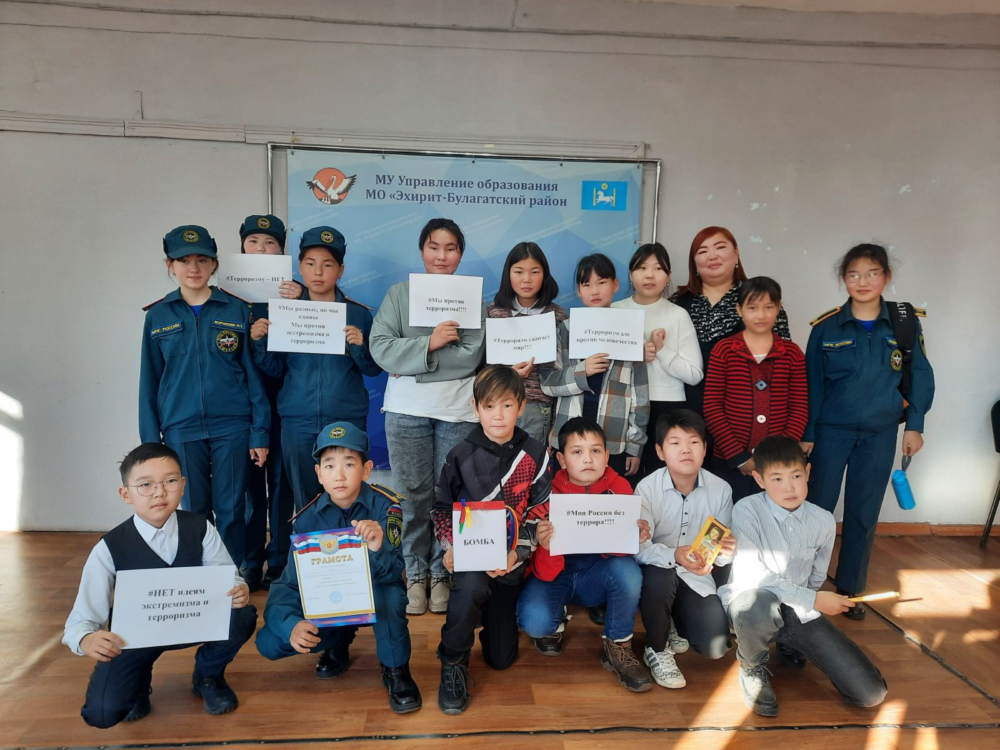 МУ Управление образования
МО «Эхирит-Булагатский район
#Терроризму – НЕТ
#Мы разные, но мы
едины
Мы против
экстремизма и
терроризма
#Мы против
терроризма!!!!
#Терроризм сжигает
мир!!!!
#Терроризм зло
против человечества
МЧС РОССИИ
ВОЛЧАТОВА Н.Т.
МЧС РОССИИ
#НЕТ идеям
экстремизма и
терроризма
ГРАМОТА
БОМБА
#Моя Россия без
террора!!!!
RUSSIA